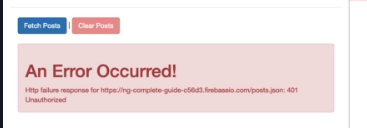 Fetch Posts | Clear Posts
An Error Occurred!
Http failure response for https://ng-complete-guide-c56d3.firebaseio.com/posts.json: 401
Unauthorized